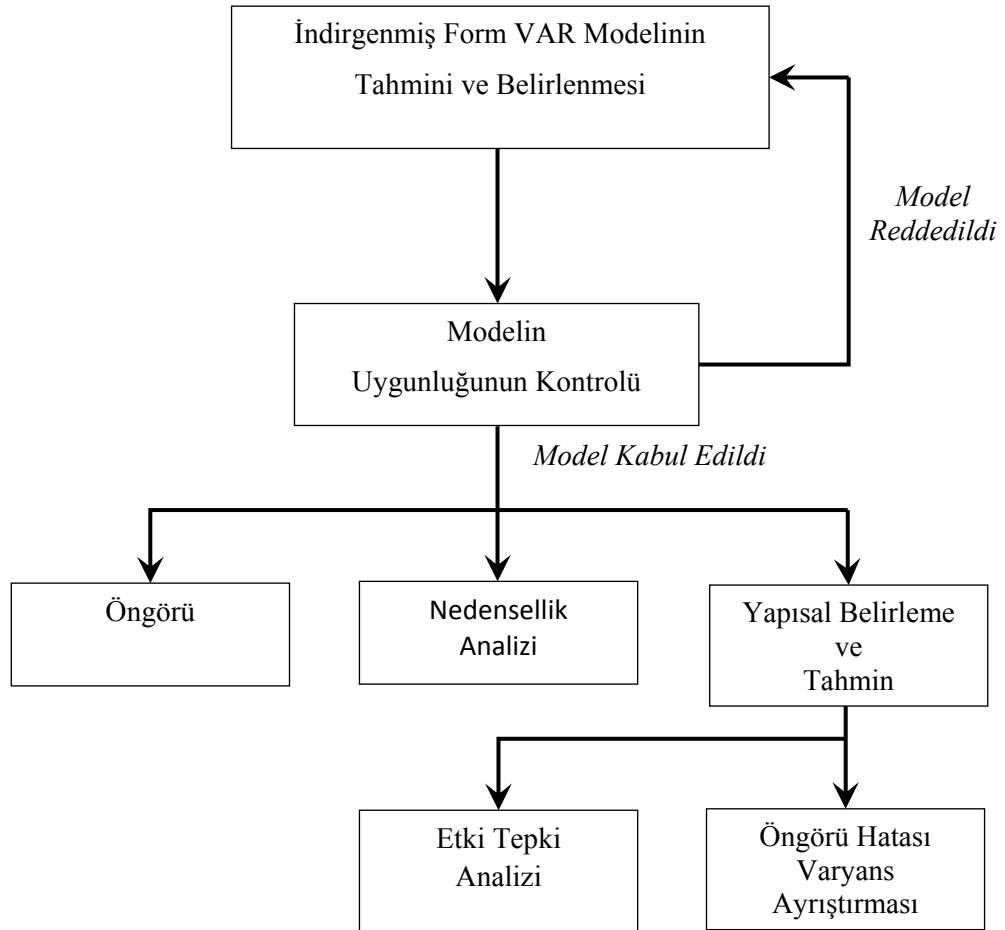 İndirgenmiş Form VAR Modelinin
Tahmini ve Belirlenmesi
Model
Reddedildi
Modelin
Uygunluğunun Kontrolü
Model Kabul Edildi
Öngörü
Nedensellik
Analizi
Yapısal Belirleme
ve
Tahmin
Etki Tepki
Analizi
Öngörü Hatası
Varyans
Ayrıştırması